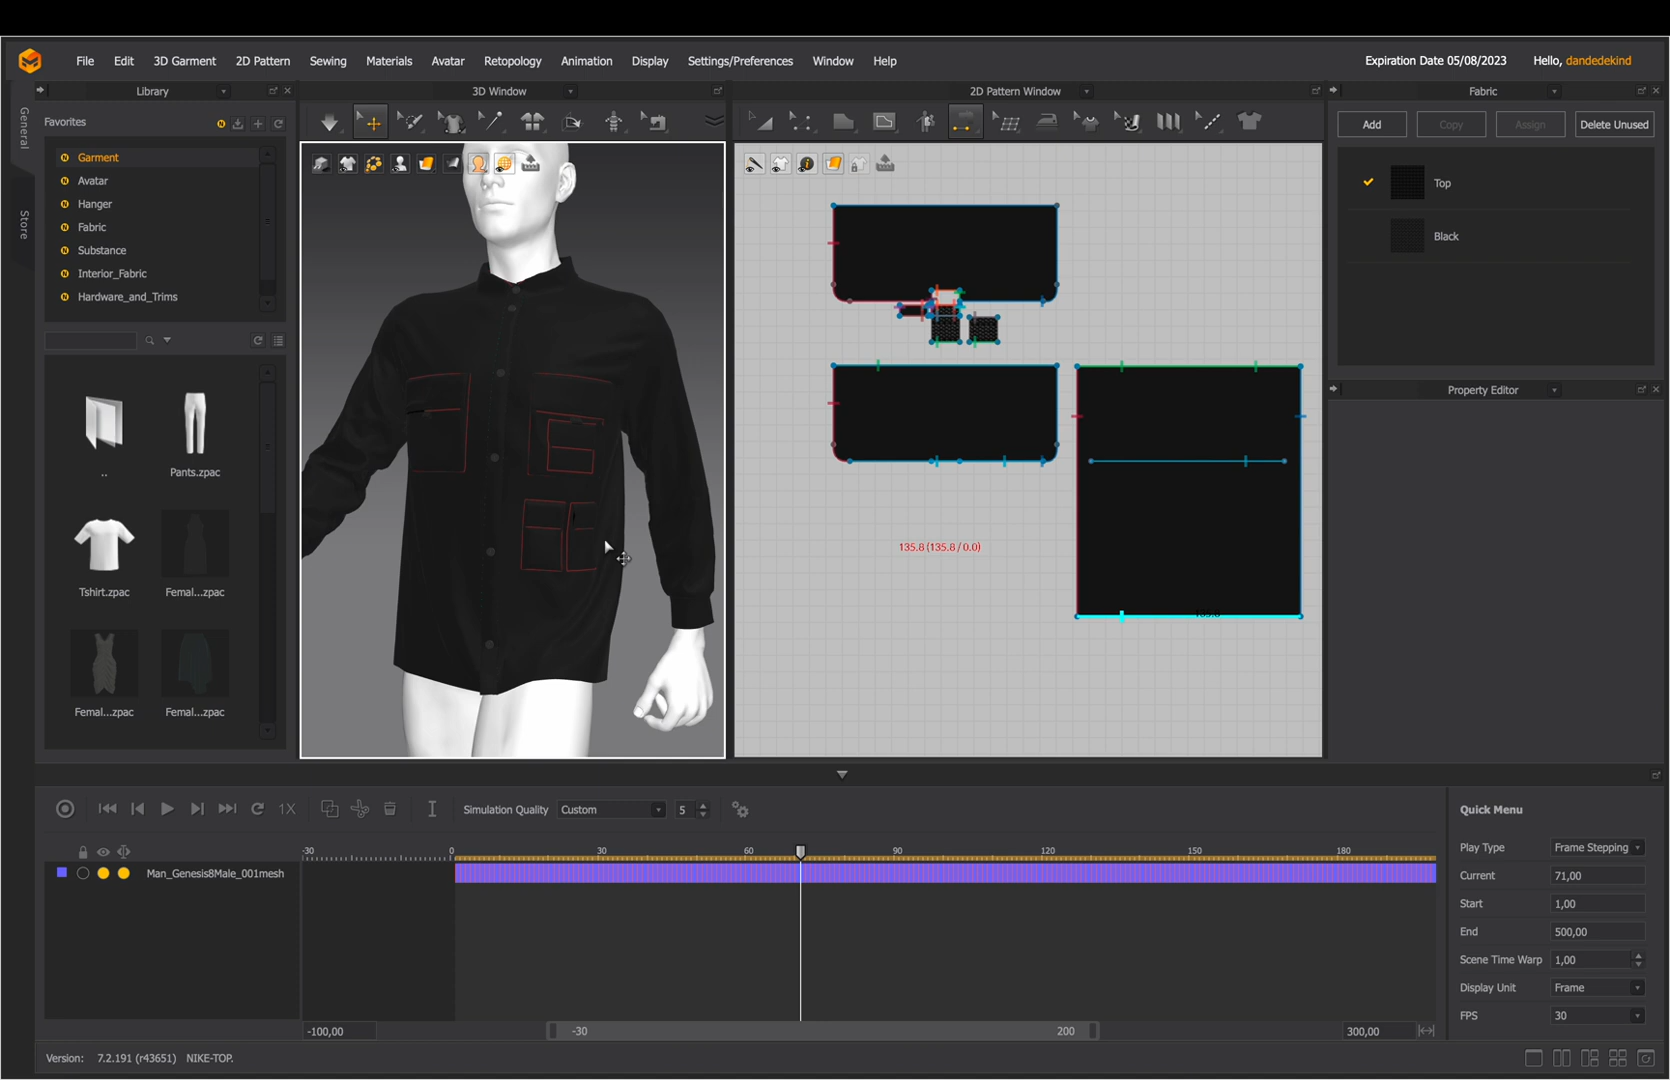 File Edit 3D Garment 2D Pattern Sewing Materials Avatar Retopology Animation Display Settings/Preferences Window Help Expiration Date 05/08/2023 Hello, dandedekind
Library 3D Window 2D Pattern Window Fabric
General
Store
Favorites
Garment
Avatar
Hanger
Fabric
Substance
Interior_Fabric
Hardware_and_Trims
..
Pants.zpac
Tshirt.zpac
Femal...zpac
Femal...zpac
Femal...zpac
135.8 (135.8 / 0.0)
Add Copy Assign Delete Unused
Top
Black
Property Editor
1X Simulation Quality Custom 5
-30 0 30 60 90 120 150 180
Man_Genesis8Male_001mesh
-100,00 -30 200 300,00
Quick Menu
Play Type Frame Stepping
Current 71,00
Start 1,00
End 500,00
Scene Time Warp 1,00
Display Unit Frame
FPS 30
Version: 7.2.191 (r43651) NIKE-TOP.